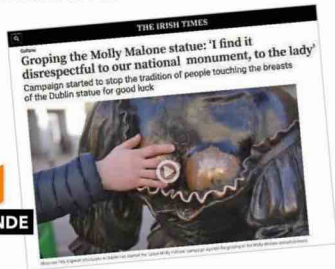 THE IRISH TIMES
Culture
Groping the Molly Malone statue: 'I find it
disrespectful to our national monument, to the lady'
Campaign started to stop the tradition of people touching the breasts
of the Dublin statue for good luck
NDE